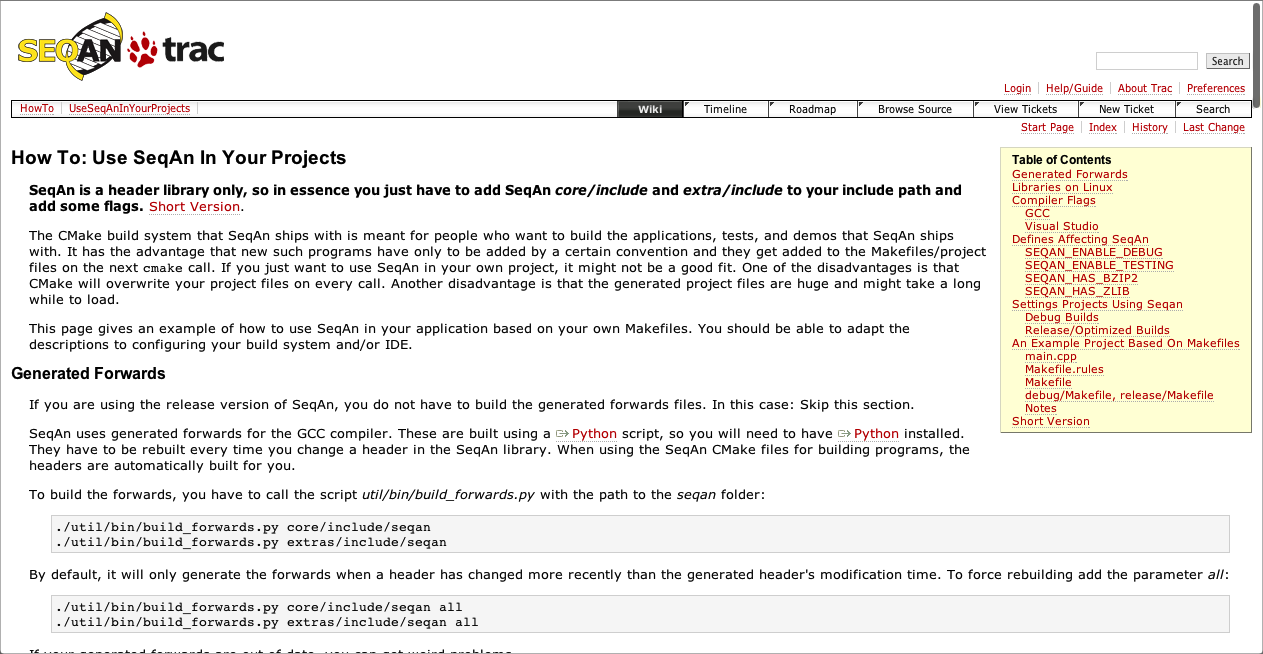 SEQAN trac
Search
Login Help/Guide About Trac Preferences
HowTo UseSeqAnInYourProjects Wiki Timeline Roadmap Browse Source View Tickets New Ticket Search
Start Page Index History Last Change
How To: Use SeqAn In Your Projects
SeqAn is a header library only, so in essence you just have to add SeqAn core/include and extra/include to your include path and
add some flags. Short Version.
The CMake build system that SeqAn ships with is meant for people who want to build the applications, tests, and demos that SeqAn ships
with. It has the advantage that new such programs have only to be added by a certain convention and they get added to the Makefiles/project
files on the next cmake call. If you just want to use SeqAn in your own project, it might not be a good fit. One of the disadvantages is that
CMake will overwrite your project files on every call. Another disadvantage is that the generated project files are huge and might take a long
while to load.
This page gives an example of how to use SeqAn in your application based on your own Makefiles. You should be able to adapt the
descriptions to configuring your build system and/or IDE.
Table of Contents
Generated Forwards
Libraries on Linux
Compiler Flags
GCC
Visual Studio
Defines Affecting SeqAn
SEQAN_ENABLE_DEBUG
SEQAN_ENABLE_TESTING
SEQAN_HAS_BZIP2
SEQAN_HAS_ZLIB
Settings Projects Using Seqan
Debug Builds
Release/Optimized Builds
An Example Project Based On Makefiles
main.cpp
Makefile.rules
Makefile
debug/Makefile, release/Makefile
Notes
Short Version
Generated Forwards
If you are using the release version of SeqAn, you do not have to build the generated forwards files. In this case: Skip this section.
SeqAn uses generated forwards for the GCC compiler. These are built using a Python script, so you will need to have Python installed.
They have to be rebuilt every time you change a header in the SeqAn library. When using the SeqAn CMake files for building programs, the
headers are automatically built for you.
To build the forwards, you have to call the script util/bin/build_forwards.py with the path to the seqan folder:
./util/bin/build_forwards.py core/include/seqan
./util/bin/build_forwards.py extras/include/seqan
By default, it will only generate the forwards when a header has changed more recently than the generated header's modification time. To force rebuilding add the parameter all:
./util/bin/build_forwards.py core/include/seqan all
./util/bin/build_forwards.py extras/include/seqan all
If your generated forwards are out of date, you can get weird problems.